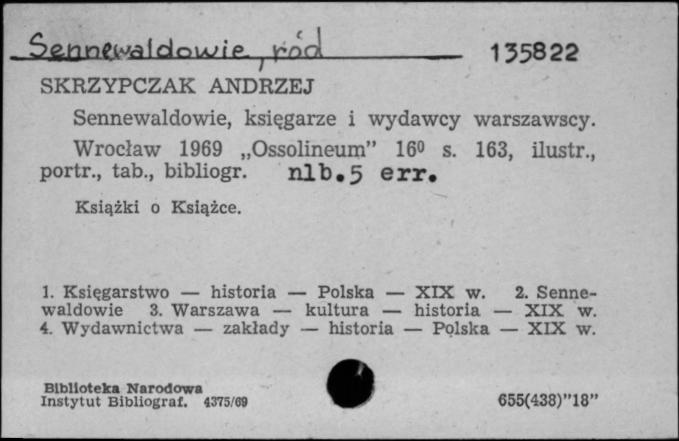 Sennewaldowie, ród 135822
SKRZYPCZAK ANDRZEJ
Sennewaldowie, księgarze i wydawcy warszawscy.
Wrocław 1969 „Ossolineum” 16⁰ s. 163, ilustr.,
portr., tab., bibliogr. nlb.5 err.
Książki o Książce.
1. Księgarstwo — historia — Polska — XIX w. 2. Senne-
waldowie 3. Warszawa — kultura — historia — XIX w.
4. Wydawnictwa — zakłady — historia — Polska — XIX w.
Biblioteka Narodowa
Instytut Bibliograf. 4375/69 655(438)”18”